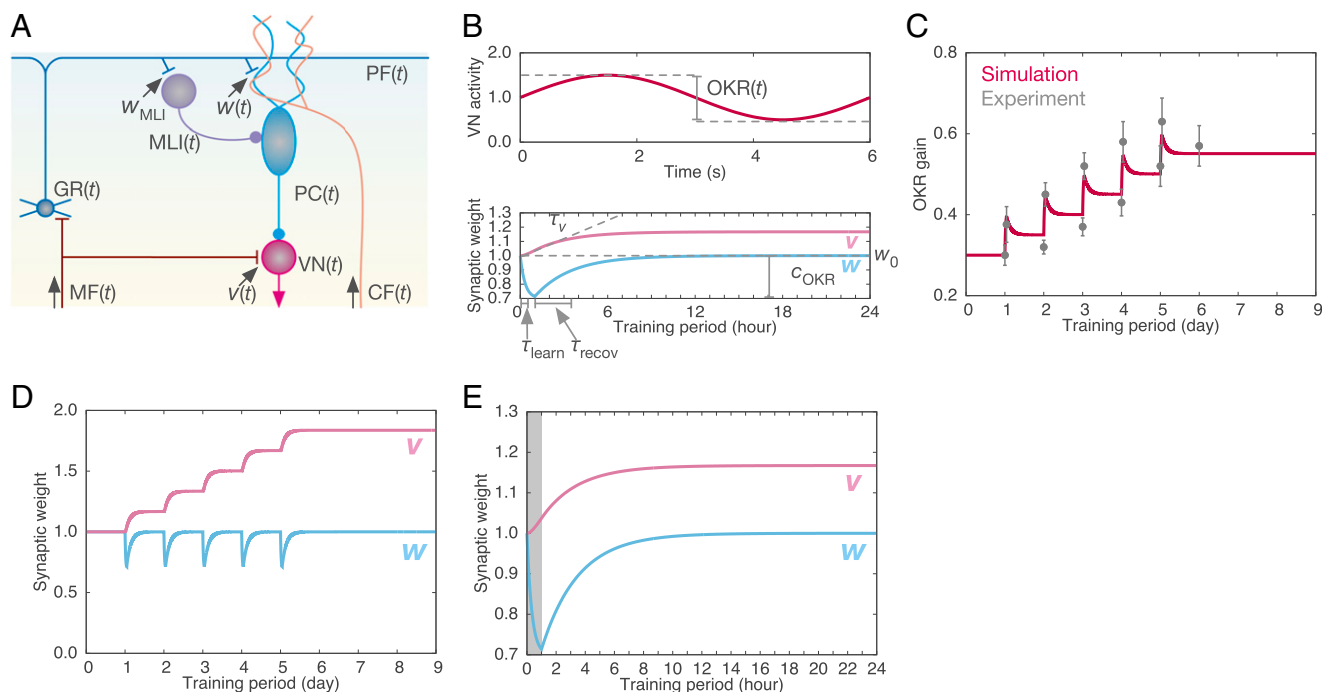 A
PF(t)
w_MLI
w(t)
MLI(t)
GR(t)
PC(t)
VN(t)
v(t)
MF(t)
CF(t)
B
VN activity
2.0
1.0
0.0
OKR(t)
0 2 4 6
Time (s)
Synaptic weight
1.3
1.2
1.1
1.0
0.9
0.8
0.7
τ_v
v
w
w_0
c_OKR
0 6 12 18 24
Training period (hour)
τ_learn
τ_recov
C
OKR gain
0.8
0.6
0.4
0.2
Simulation
Experiment
0 1 2 3 4 5 6 7 8 9
Training period (day)
D
Synaptic weight
2.0
1.5
1.0
0.5
0.0
v
w
0 1 2 3 4 5 6 7 8 9
Training period (day)
E
Synaptic weight
1.3
1.2
1.1
1.0
0.9
0.8
0.7
v
w
0 2 4 6 8 10 12 14 16 18 20 22 24
Training period (hour)